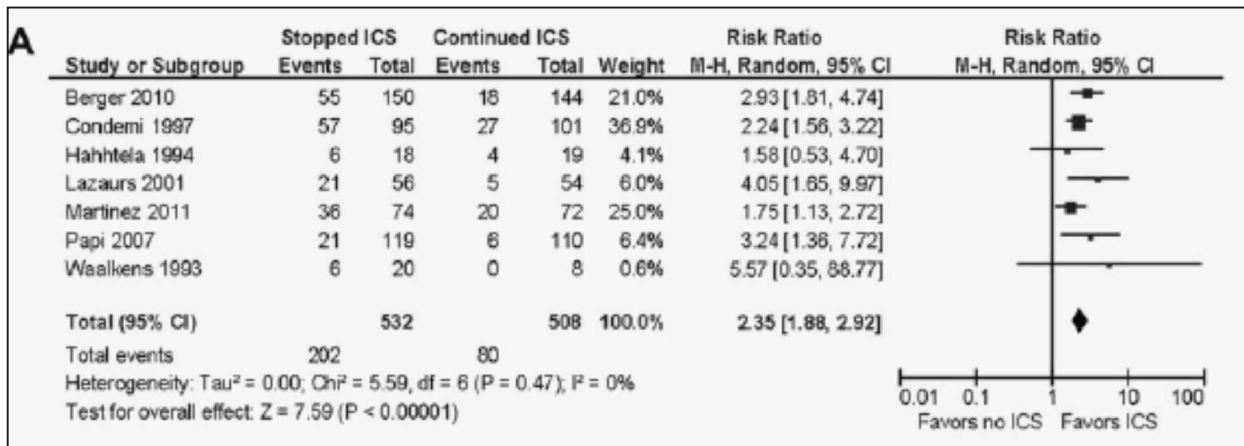 A
Stopped ICS Continued ICS Risk Ratio Risk Ratio
Study or Subgroup Events Total Events Total Weight M-H, Random, 95% CI M-H, Random, 95% CI
Berger 2010 55 150 18 144 21.0% 2.93 [1.81, 4.74]
Condemi 1997 57 95 27 101 36.9% 2.24 [1.56, 3.22]
Hahhtela 1994 6 18 4 19 4.1% 1.58 [0.53, 4.70]
Lazaurs 2001 21 56 5 54 6.0% 4.05 [1.65, 9.97]
Martinez 2011 36 74 20 72 25.0% 1.75 [1.13, 2.72]
Papi 2007 21 119 6 110 6.4% 3.24 [1.36, 7.72]
Waalkens 1993 6 20 0 8 0.6% 5.57 [0.35, 88.77]
Total (95% CI) 532 508 100.0% 2.35 [1.88, 2.92]
Total events 202 80
Heterogeneity: Tau² = 0.00; Chi² = 5.59, df = 6 (P = 0.47); I² = 0%
Test for overall effect: Z = 7.59 (P < 0.00001)
0.01 0.1 1 10 100
Favors no ICS Favors ICS